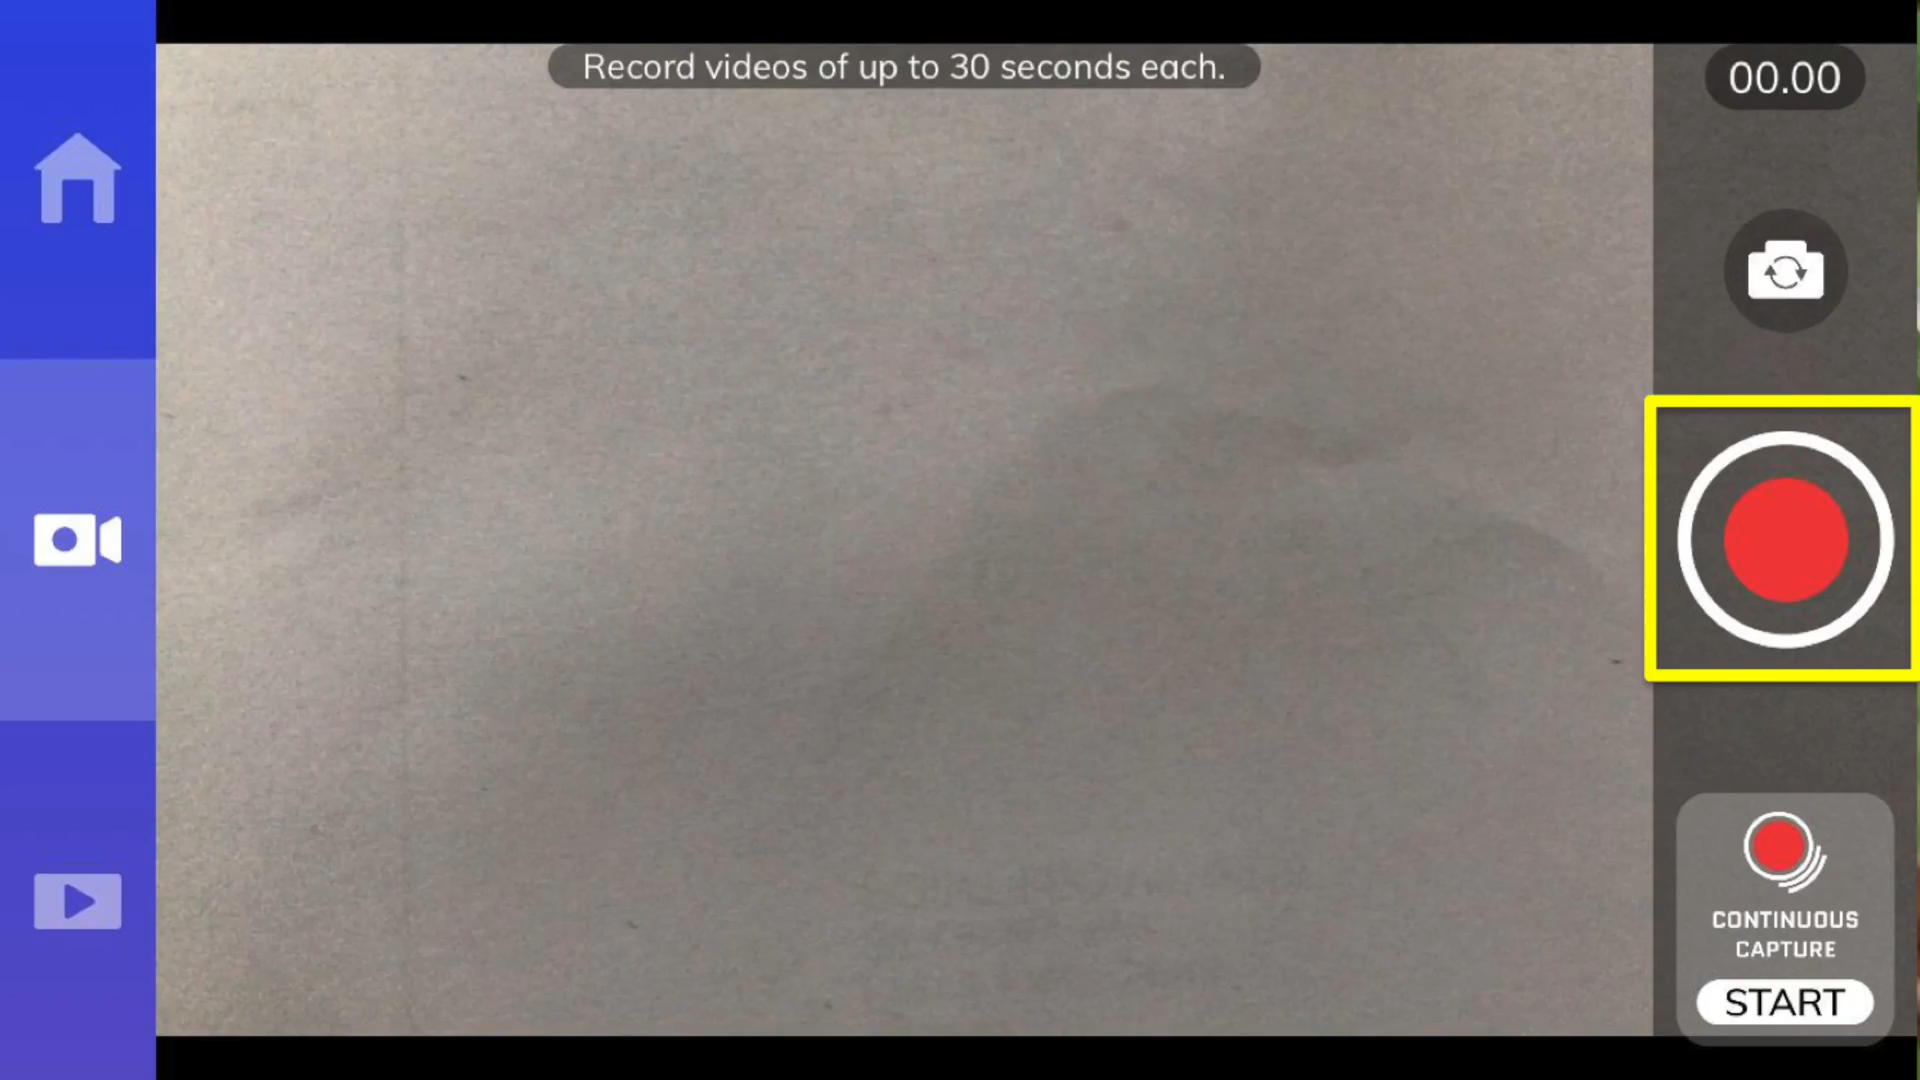 Record videos of up to 30 seconds each.
00.00
CONTINUOUS
CAPTURE
START